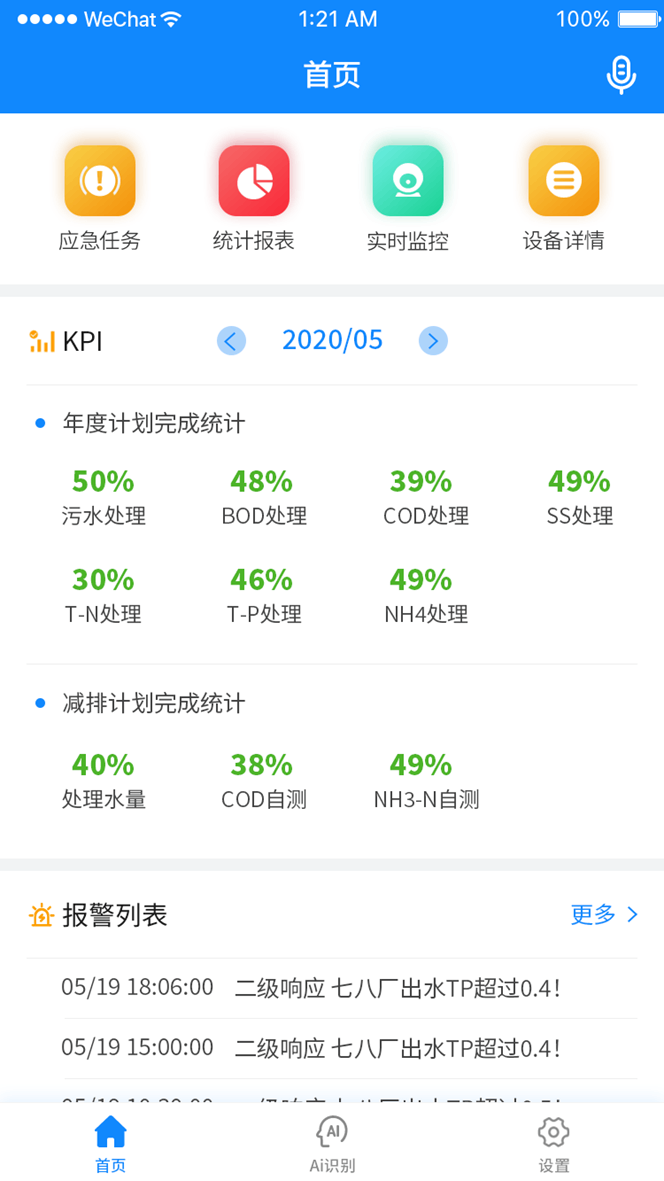 WeChat 1:21 AM 100%
首页
应急任务 统计报表 实时监控 设备详情
KPI 2020/05
年度计划完成统计
50% 48% 39% 49%
污水处理 BOD处理 COD处理 SS处理
30% 46% 49%
T-N处理 T-P处理 NH4处理
减排计划完成统计
40% 38% 49%
处理水量 COD自测 NH3-N自测
报警列表 更多
05/19 18:06:00 二级响应 七八厂出水TP超过0.4!
05/19 15:00:00 二级响应 七八厂出水TP超过0.4!
AI
首页 Ai识别 设置